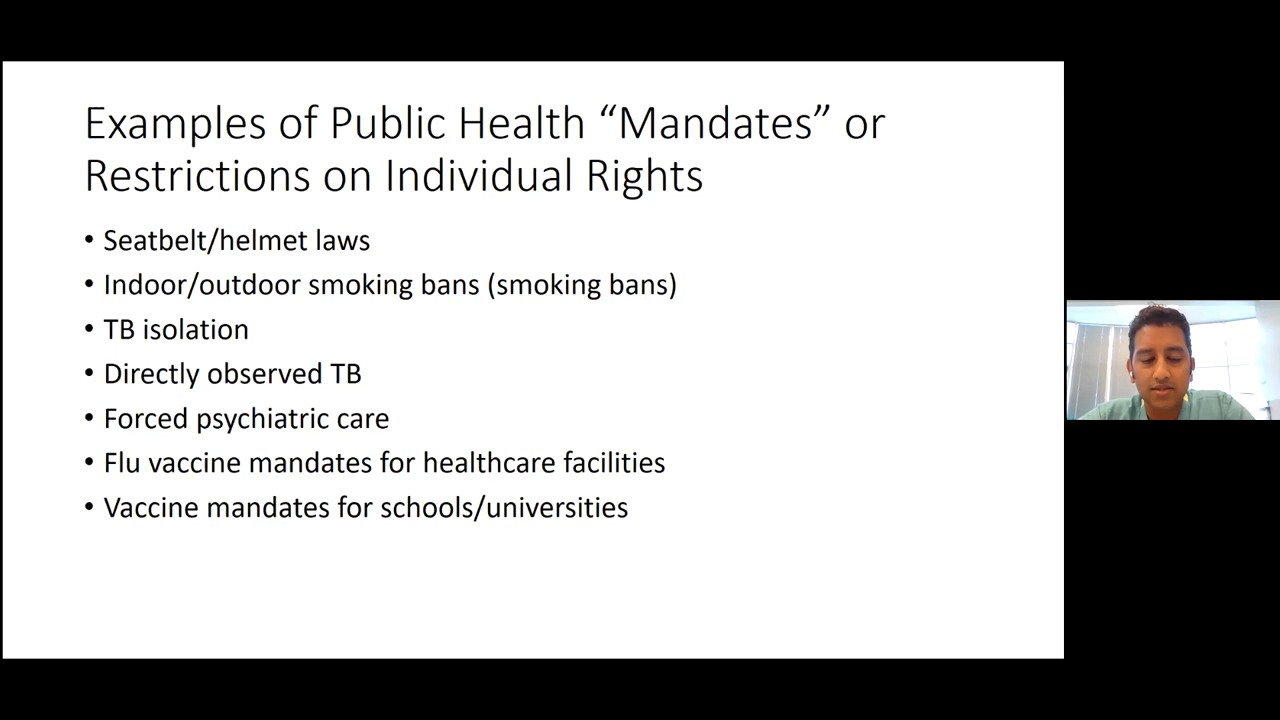 Examples of Public Health “Mandates” or
Restrictions on Individual Rights
• Seatbelt/helmet laws
• Indoor/outdoor smoking bans (smoking bans)
• TB isolation
• Directly observed TB
• Forced psychiatric care
• Flu vaccine mandates for healthcare facilities
• Vaccine mandates for schools/universities